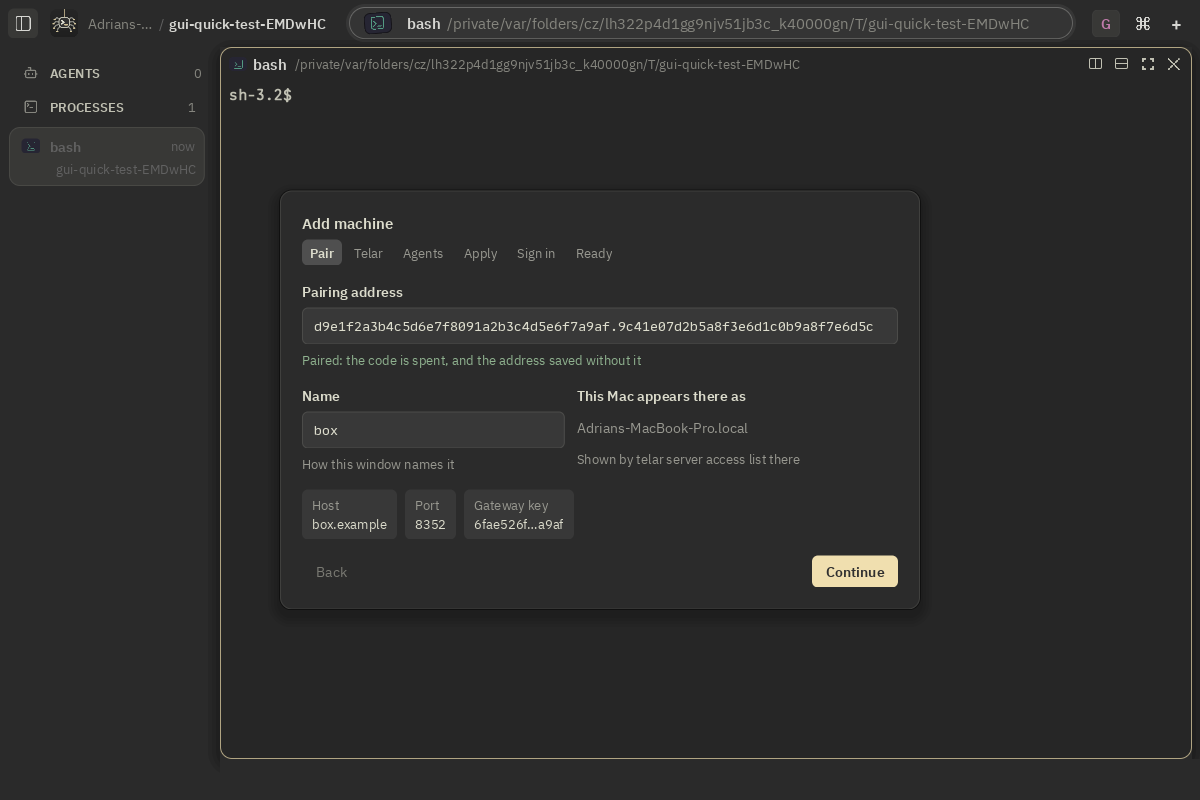 Adrians-... / gui-quick-test-EMDwHC
bash /private/var/folders/cz/lh322p4d1gg9njv51jb3c_k40000gn/T/gui-quick-test-EMDwHC
G ⌘ +
AGENTS 0
PROCESSES 1
bash now
gui-quick-test-EMDwHC
bash /private/var/folders/cz/lh322p4d1gg9njv51jb3c_k40000gn/T/gui-quick-test-EMDwHC
sh-3.2$
Add machine
Pair Telar Agents Apply Sign in Ready
Pairing address
d9e1f2a3b4c5d6e7f8091a2b3c4d5e6f7a9af.9c41e07d2b5a8f3e6d1c0b9a8f7e6d5c
Paired: the code is spent, and the address saved without it
Name
box
How this window names it
This Mac appears there as
Adrians-MacBook-Pro.local
Shown by telar server access list there
Host
box.example
Port
8352
Gateway key
6fae526f…a9af
Back
Continue